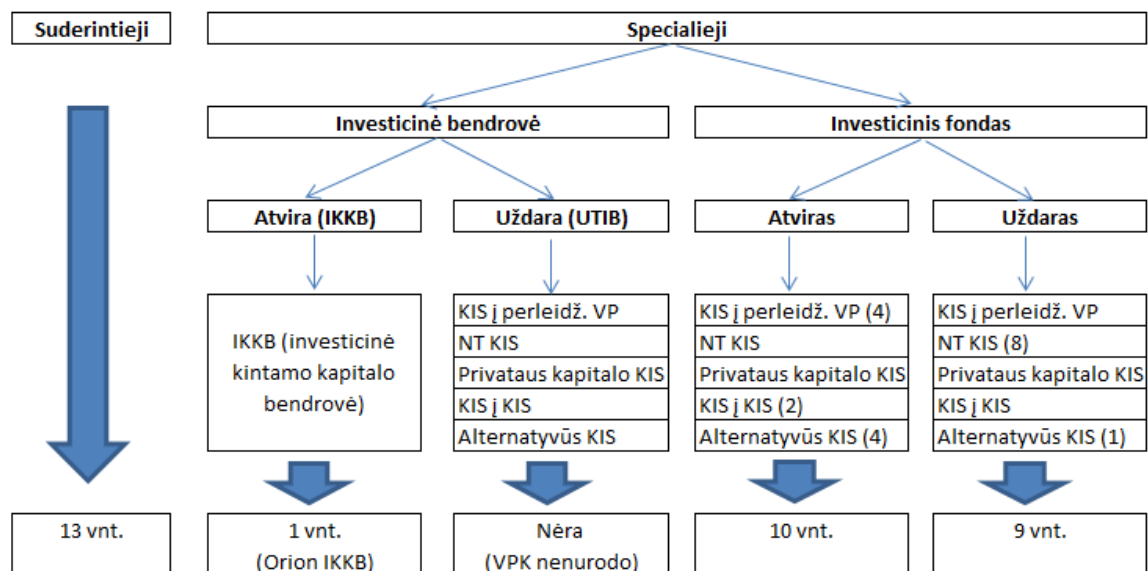 Suderintieji
Specialieji
Investicinė bendrovė
Investicinis fondas
Atvira (IKKB)
Uždara (UTIB)
Atviras
Uždaras
IKKB (investicinė
kintamo kapitalo
bendrovė)
KIS į perleidž. VP
NT KIS
Privataus kapitalo KIS
KIS į KIS
Alternatyvūs KIS
KIS į perleidž. VP (4)
NT KIS
Privataus kapitalo KIS
KIS į KIS (2)
Alternatyvūs KIS (4)
KIS į perleidž. VP
NT KIS (8)
Privataus kapitalo KIS
KIS į KIS
Alternatyvūs KIS (1)
13 vnt.
1 vnt.
(Orion IKKB)
Nėra
(VPK nenurodo)
10 vnt.
9 vnt.